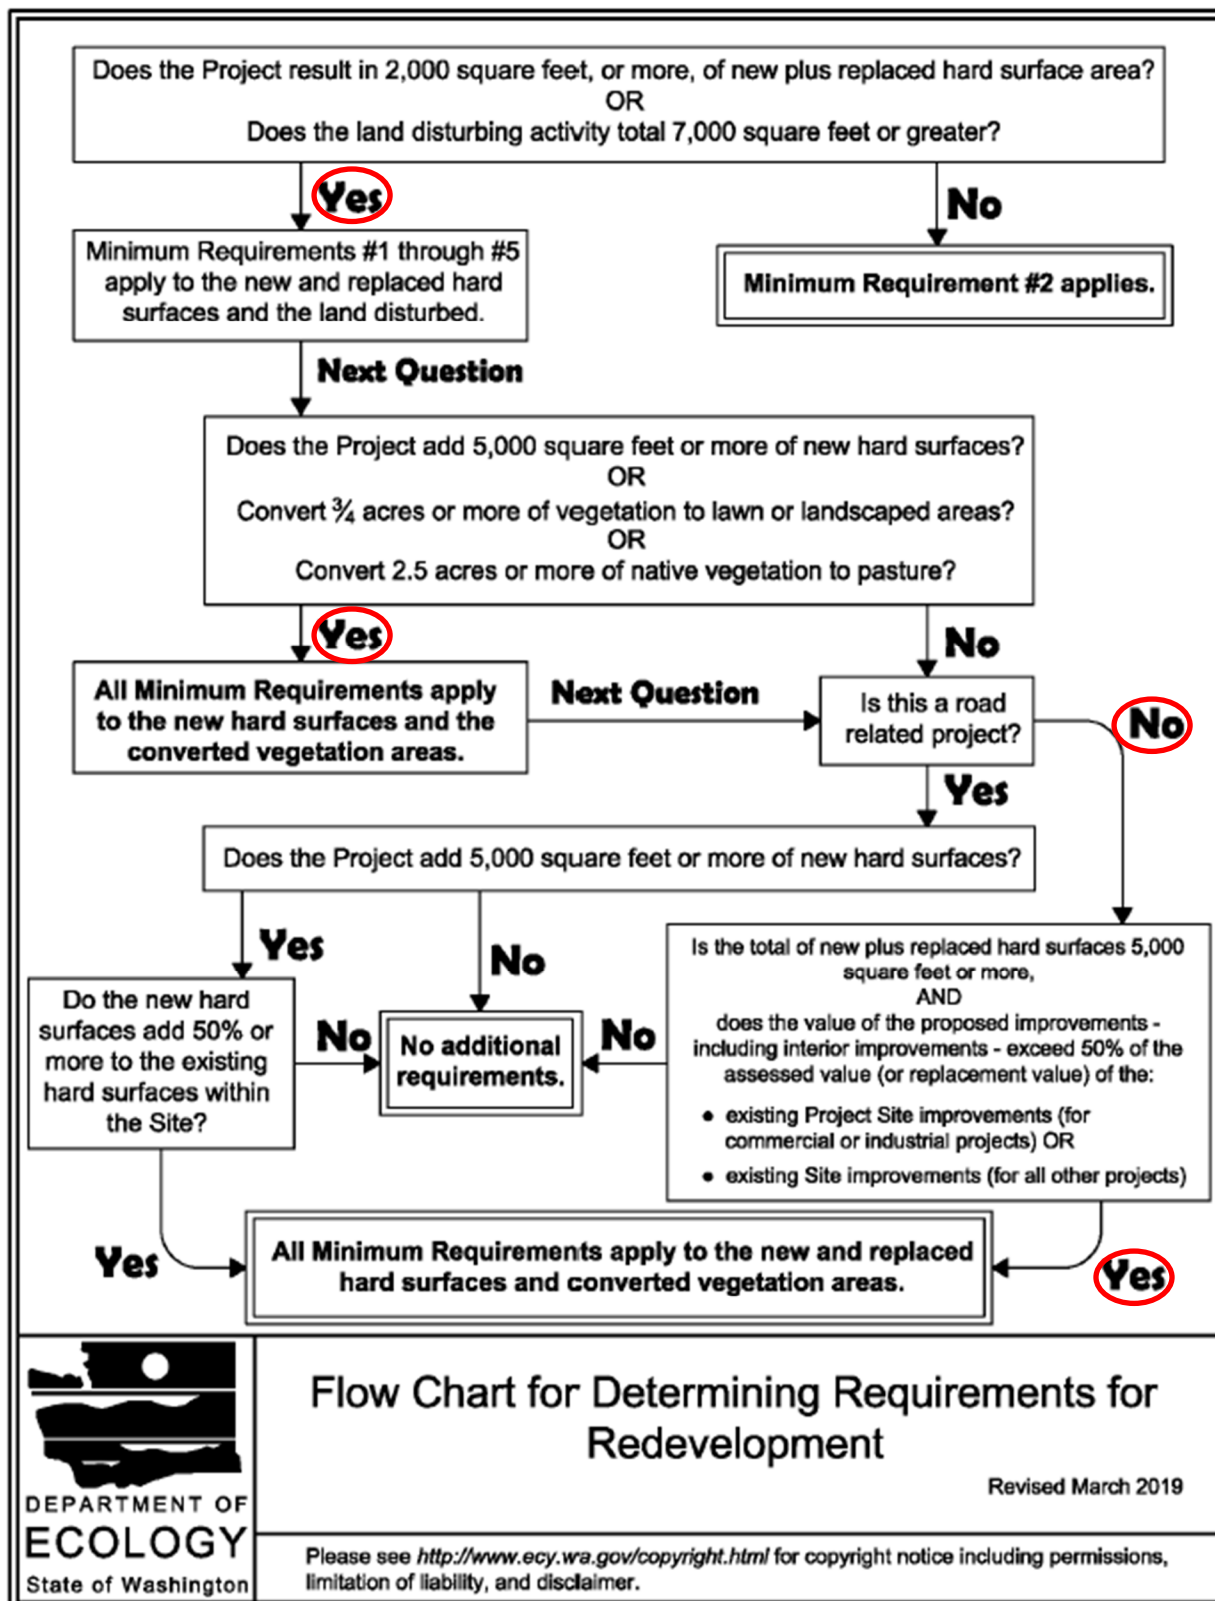 Does the Project result in 2,000 square feet, or more, of new plus replaced hard surface area?
OR
Does the land disturbing activity total 7,000 square feet or greater?
Yes
No
Minimum Requirements #1 through #5
apply to the new and replaced hard
surfaces and the land disturbed.
Minimum Requirement #2 applies.
Next Question
Does the Project add 5,000 square feet or more of new hard surfaces?
OR
Convert ¾ acres or more of vegetation to lawn or landscaped areas?
OR
Convert 2.5 acres or more of native vegetation to pasture?
Yes
No
All Minimum Requirements apply
to the new hard surfaces and the
converted vegetation areas.
Next Question
Is this a road
related project?
No
Yes
Does the Project add 5,000 square feet or more of new hard surfaces?
Yes
No
Do the new hard
surfaces add 50% or
more to the existing
hard surfaces within
the Site?
No
No additional
requirements.
No
Is the total of new plus replaced hard surfaces 5,000
square feet or more,
AND
does the value of the proposed improvements -
including interior improvements - exceed 50% of the
assessed value (or replacement value) of the:
• existing Project Site improvements (for
commercial or industrial projects) OR
• existing Site improvements (for all other projects)
Yes
All Minimum Requirements apply to the new and replaced
hard surfaces and converted vegetation areas.
Yes
DEPARTMENT OF
ECOLOGY
State of Washington
Flow Chart for Determining Requirements for
Redevelopment
Revised March 2019
Please see http://www.ecy.wa.gov/copyright.html for copyright notice including permissions,
limitation of liability, and disclaimer.